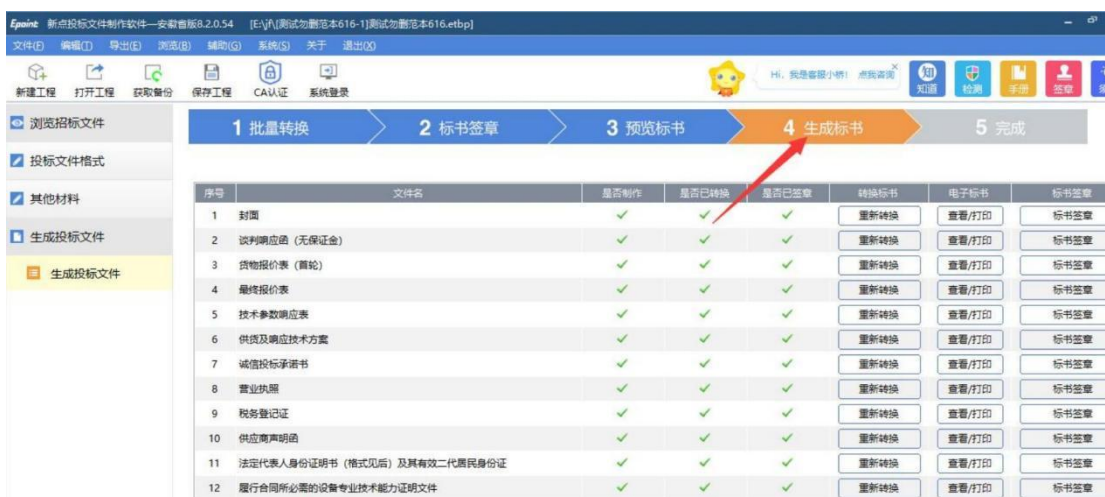 Epoint 新点投标文件制作软件—安徽省版8.2.0.54 [E:\jf\[测试勿删范本616-1]测试勿删范本616.etbp]
文件(F) 编辑(T) 导出(E) 浏览(B) 辅助(G) 系统(S) 关于 退出(X)
新建工程 打开工程 获取备份 保存工程 CA认证 系统登录 Hi，我是客服小桥！ 点我咨询 知 知道 检测 手册 签章
浏览招标文件 1 批量转换 2 标书签章 3 预览标书 4 生成标书 5 完成
投标文件格式
其他材料
生成投标文件
生成投标文件
序号 文件名 是否制作 是否已转换 是否已签章 转换标书 电子标书 标书签章
1 封面 重新转换 查看/打印 标书签章
2 谈判响应函（无保证金） 重新转换 查看/打印 标书签章
3 货物报价表（首轮） 重新转换 查看/打印 标书签章
4 最终报价表 重新转换 查看/打印 标书签章
5 技术参数响应表 重新转换 查看/打印 标书签章
6 供货及响应技术方案 重新转换 查看/打印 标书签章
7 诚信投标承诺书 重新转换 查看/打印 标书签章
8 营业执照 重新转换 查看/打印 标书签章
9 税务登记证 重新转换 查看/打印 标书签章
10 供应商声明函 重新转换 查看/打印 标书签章
11 法定代表人身份证明书（格式见后）及其有效二代居民身份证 重新转换 查看/打印 标书签章
12 履行合同所必需的设备专业技术能力证明文件 重新转换 查看/打印 标书签章